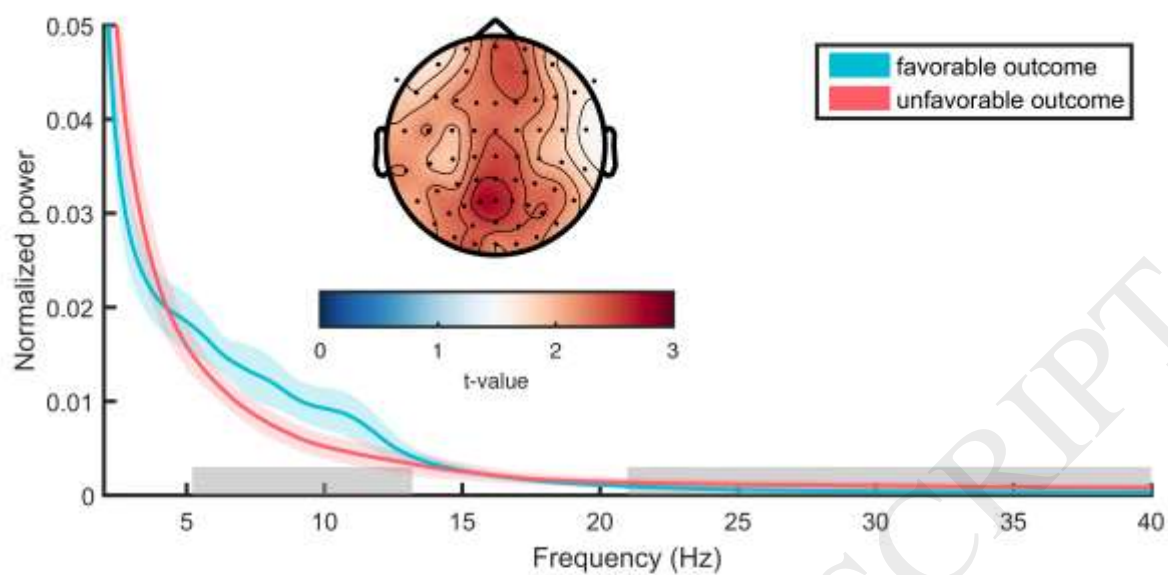 0.05
0.04
0.03
0.02
0.01
0
Normalized power
favorable outcome
unfavorable outcome
0 1 2 3
t-value
5 10 15 20 25 30 35 40
Frequency (Hz)
SCRIPT